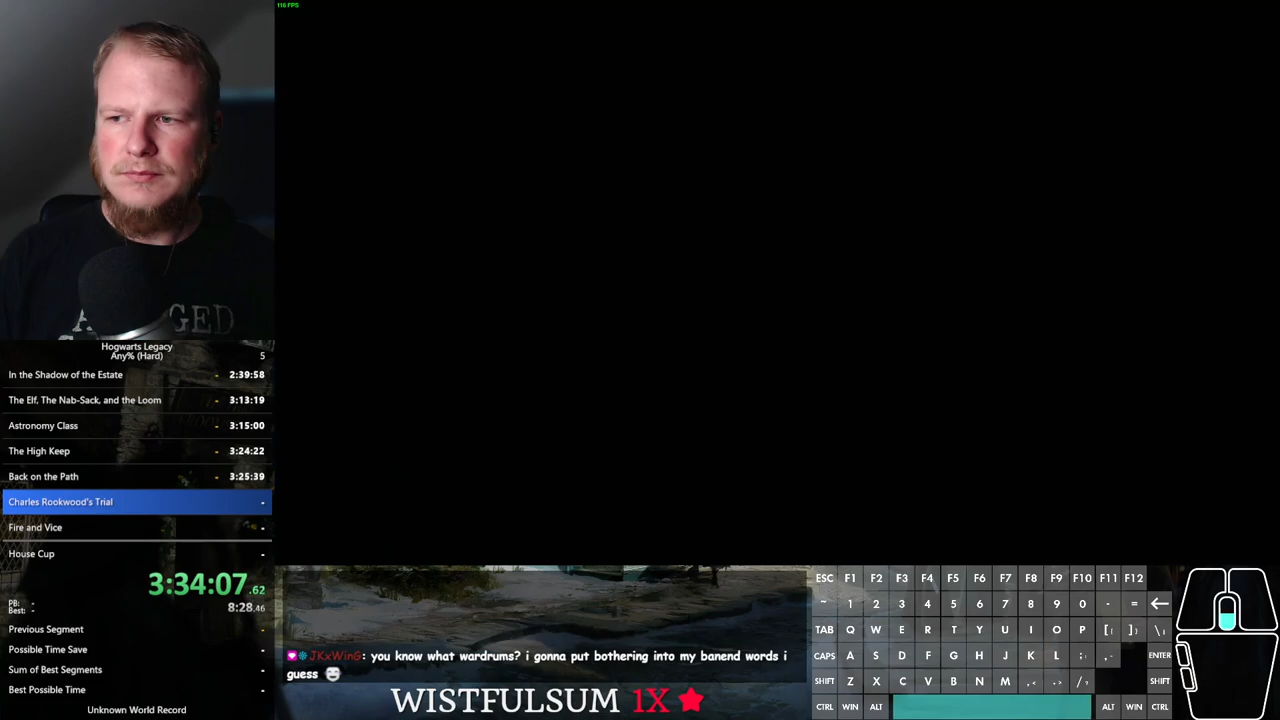 116 FPS
GED
Hogwarts Legacy
Any% (Hard) 5
In the Shadow of the Estate - 2:39:58
The Elf, The Nab-Sack, and the Loom - 3:13:19
Astronomy Class - 3:15:00
The High Keep - 3:24:22
Back on the Path - 3:25:39
Charles Rookwood's Trial -
Fire and Vice -
House Cup -
3:34:07.62
PB: -
Best: - 8:28.46
Previous Segment -
Possible Time Save -
Sum of Best Segments -
Best Possible Time -
Unknown World Record
JKxWinG: you know what wardrums? i gonna put bothering into my banend words i
guess
WISTFULSUM 1X
ESC F1 F2 F3 F4 F5 F6 F7 F8 F9 F10 F11 F12
~ 1 2 3 4 5 6 7 8 9 0 - =
TAB Q W E R T Y U I O P [{ ]} \|
CAPS A S D F G H J K L ;: ,- ENTER
SHIFT Z X C V B N M ,< .> /? SHIFT
CTRL WIN ALT ALT WIN CTRL